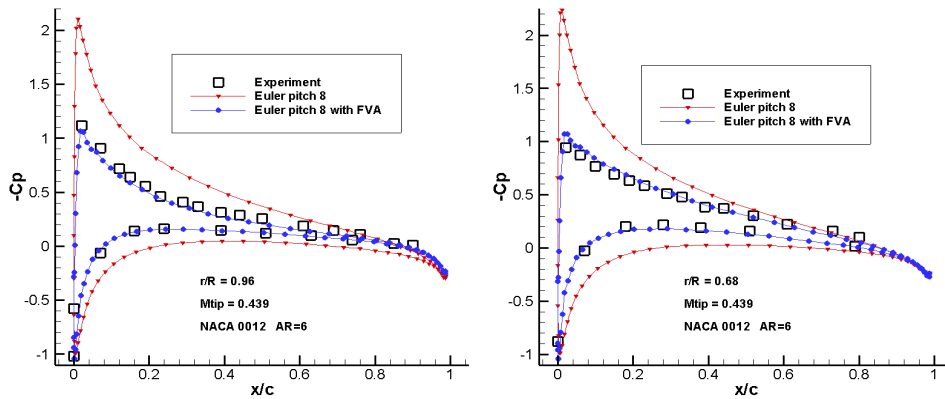 -Cp
2
1.5
1
0.5
0
-0.5
-1
0
0.2
0.4
0.6
0.8
1
x/c
Experiment
Euler pitch 8
Euler pitch 8 with FVA
r/R = 0.96
Mtip = 0.439
NACA 0012 AR=6
-Cp
2
1.5
1
0.5
0
-0.5
-1
0
0.2
0.4
0.6
0.8
1
x/c
Experiment
Euler pitch 8
Euler pitch 8 with FVA
r/R = 0.68
Mtip = 0.439
NACA 0012 AR=6